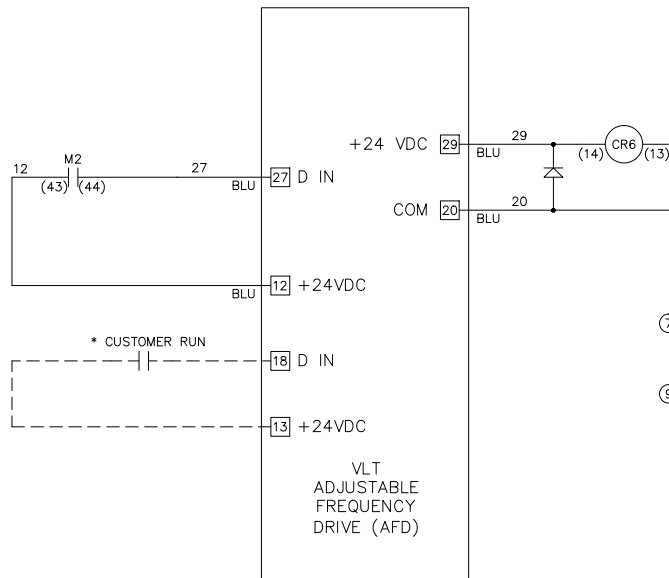 +24 VDC 29 29 BLU (14) CR6 (13)
12 M2 (43) (44) 27 BLU 27 D IN
COM 20 20 BLU
BLU 12 +24VDC
* CUSTOMER RUN
18 D IN
13 +24VDC
VLT
ADJUSTABLE
FREQUENCY
DRIVE (AFD)